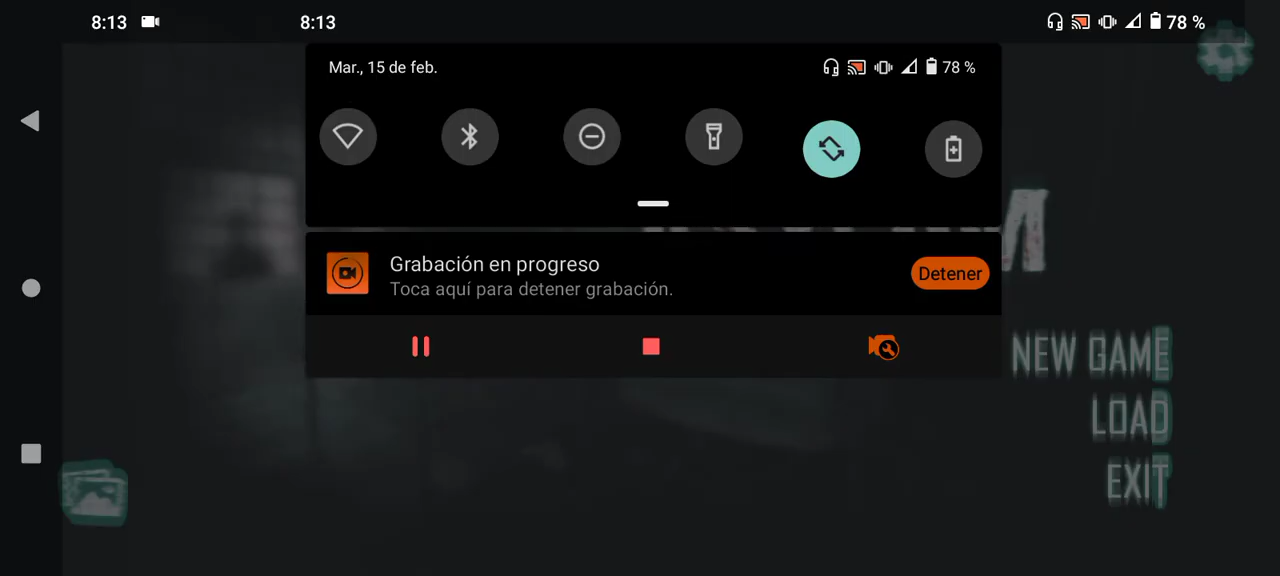 8:13
8:13
78 %
Mar., 15 de feb.
78 %
Grabación en progreso
Toca aquí para detener grabación.
Detener
NEW GAME
LOAD
EXIT